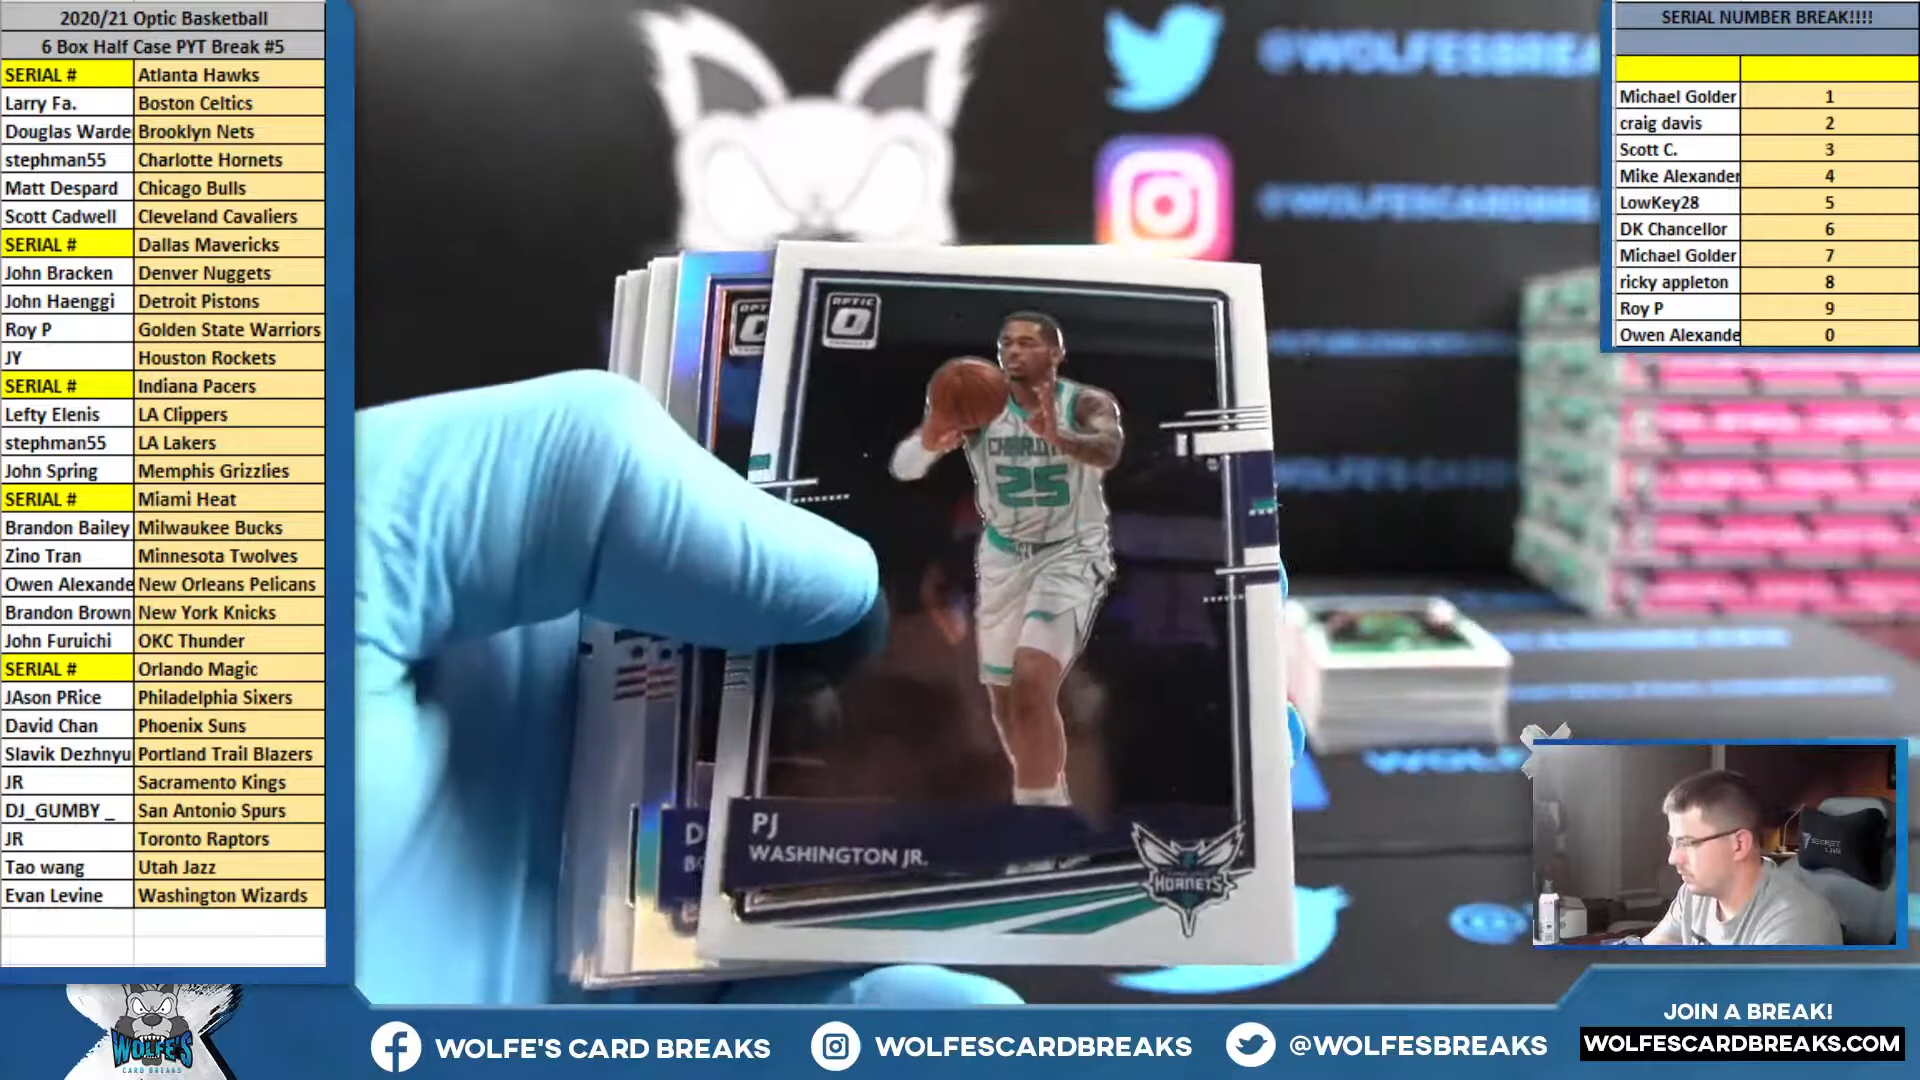 2020/21 Optic Basketball
6 Box Half Case PYT Break #5
SERIAL # Atlanta Hawks
Larry Fa. Boston Celtics
Douglas Warde Brooklyn Nets
stephman55 Charlotte Hornets
Matt Despard Chicago Bulls
Scott Cadwell Cleveland Cavaliers
SERIAL # Dallas Mavericks
John Bracken Denver Nuggets
John Haenggi Detroit Pistons
Roy P Golden State Warriors
JY Houston Rockets
SERIAL # Indiana Pacers
Lefty Elenis LA Clippers
stephman55 LA Lakers
John Spring Memphis Grizzlies
SERIAL # Miami Heat
Brandon Bailey Milwaukee Bucks
Zino Tran Minnesota Twolves
Owen Alexande New Orleans Pelicans
Brandon Brown New York Knicks
John Furuichi OKC Thunder
SERIAL # Orlando Magic
JAson PRice Philadelphia Sixers
David Chan Phoenix Suns
Slavik Dezhnyu Portland Trail Blazers
JR Sacramento Kings
DJ_GUMBY_ San Antonio Spurs
JR Toronto Raptors
Tao wang Utah Jazz
Evan Levine Washington Wizards
@WOLFESBREA
@WOLFESCARDBREA
OPTIC
CHARLOTTE
25
PJ
WASHINGTON JR.
HORNETS
SERIAL NUMBER BREAK!!!!
Michael Golder 1
craig davis 2
Scott C. 3
Mike Alexander 4
LowKey28 5
DK Chancellor 6
Michael Golder 7
ricky appleton 8
Roy P 9
Owen Alexande 0
SECRET LAB
WOLFE'S
CARD BREAKS
WOLFE'S CARD BREAKS
WOLFESCARDBREAKS
@WOLFESBREAKS
JOIN A BREAK!
WOLFESCARDBREAKS.COM